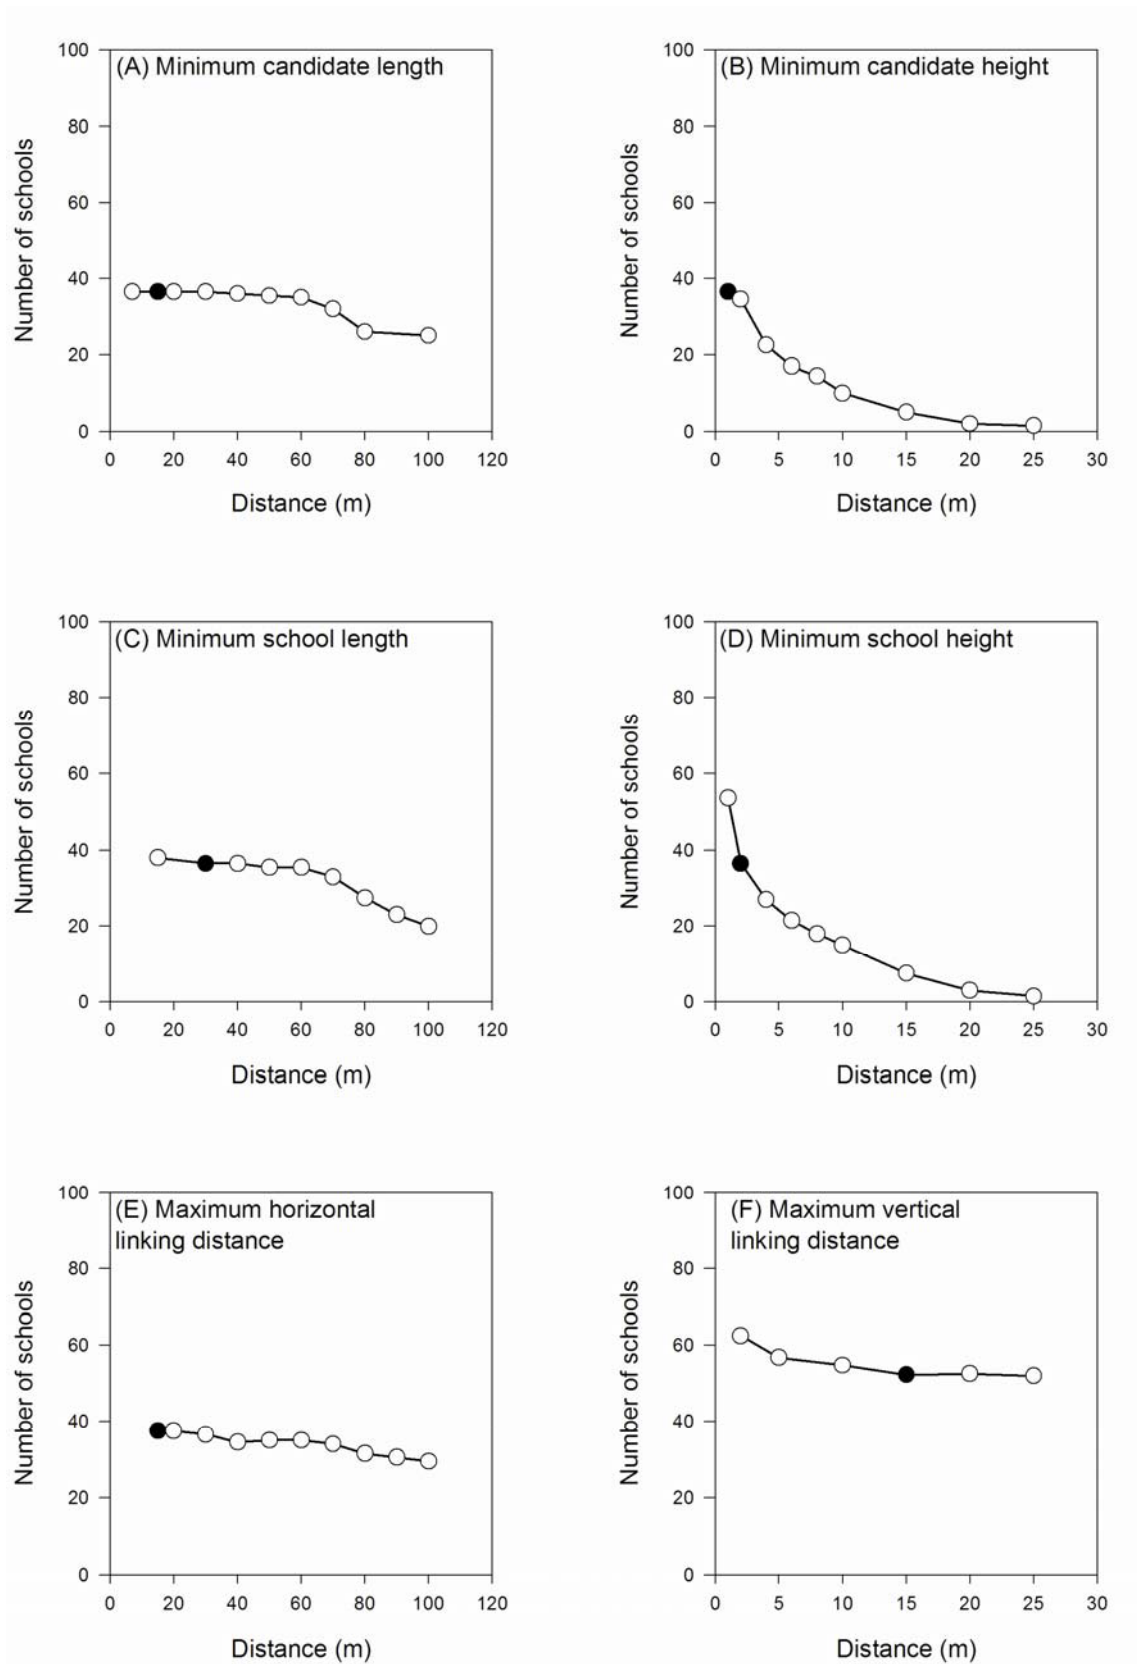 (A) Minimum candidate length
100
80
60
40
20
0
Number of schools
0 20 40 60 80 100 120
Distance (m)
(B) Minimum candidate height
100
80
60
40
20
0
Number of schools
0 5 10 15 20 25 30
Distance (m)
(C) Minimum school length
100
80
60
40
20
0
Number of schools
0 20 40 60 80 100 120
Distance (m)
(D) Minimum school height
100
80
60
40
20
0
Number of schools
0 5 10 15 20 25 30
Distance (m)
(E) Maximum horizontal
linking distance
100
80
60
40
20
0
Number of schools
0 20 40 60 80 100 120
Distance (m)
(F) Maximum vertical
linking distance
100
80
60
40
20
0
Number of schools
0 5 10 15 20 25 30
Distance (m)